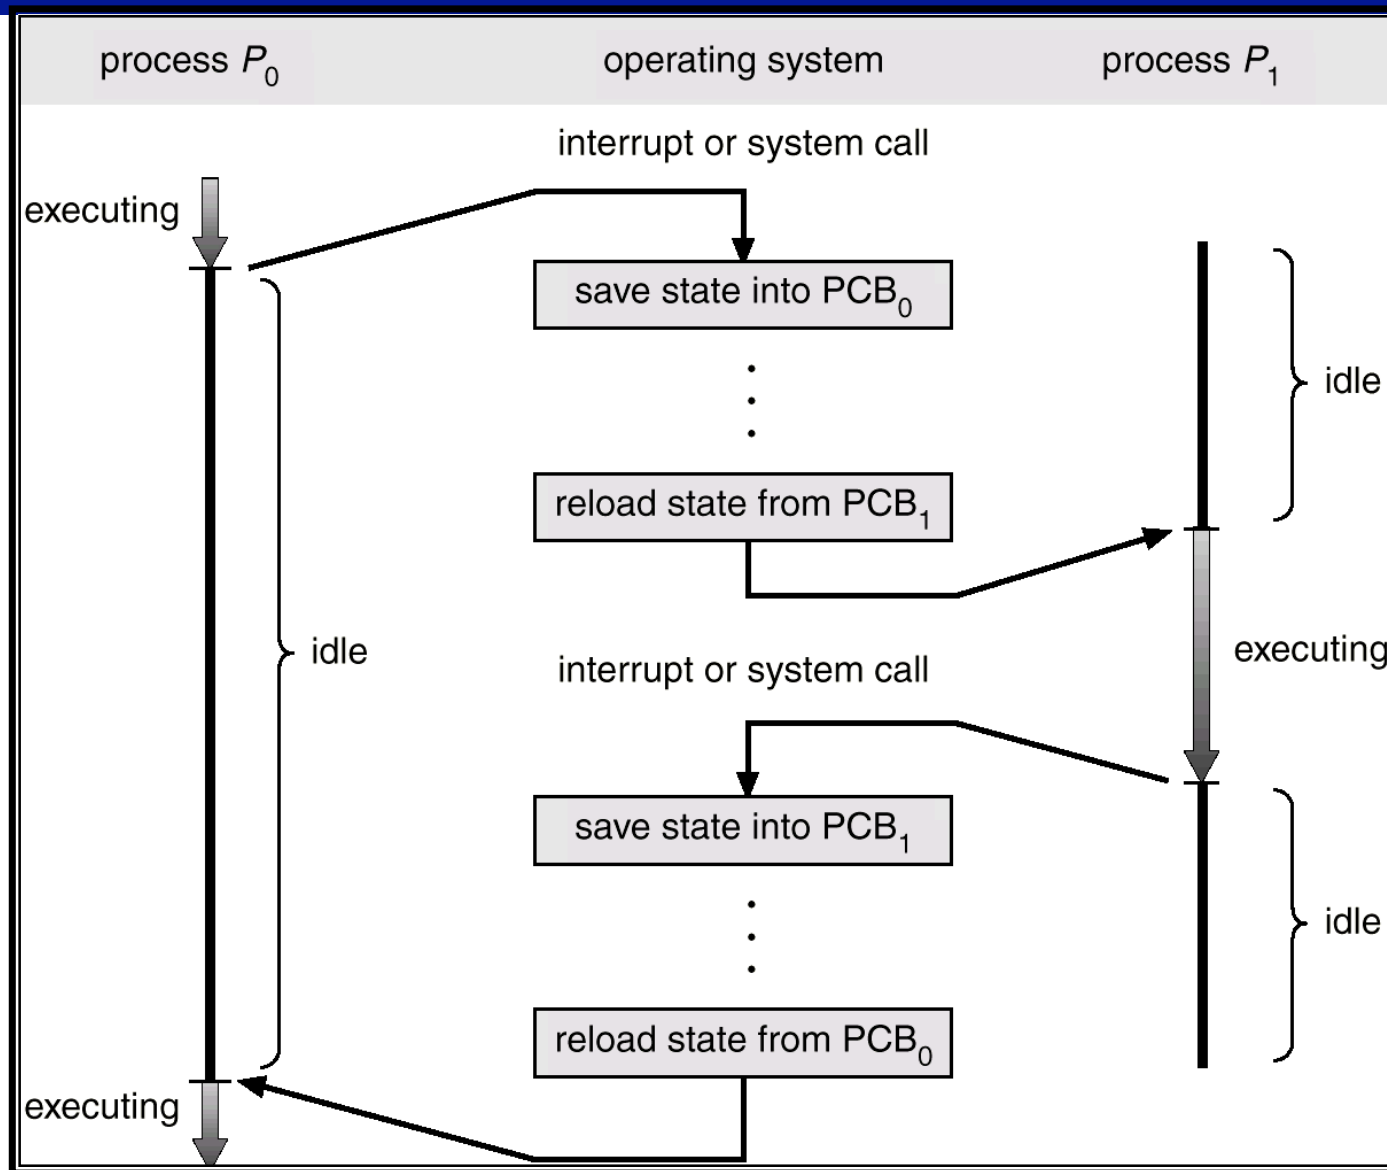 process P₀
operating system
process P₁
interrupt or system call
executing
save state into PCB₀
idle
reload state from PCB₁
idle
executing
interrupt or system call
save state into PCB₁
idle
reload state from PCB₀
executing